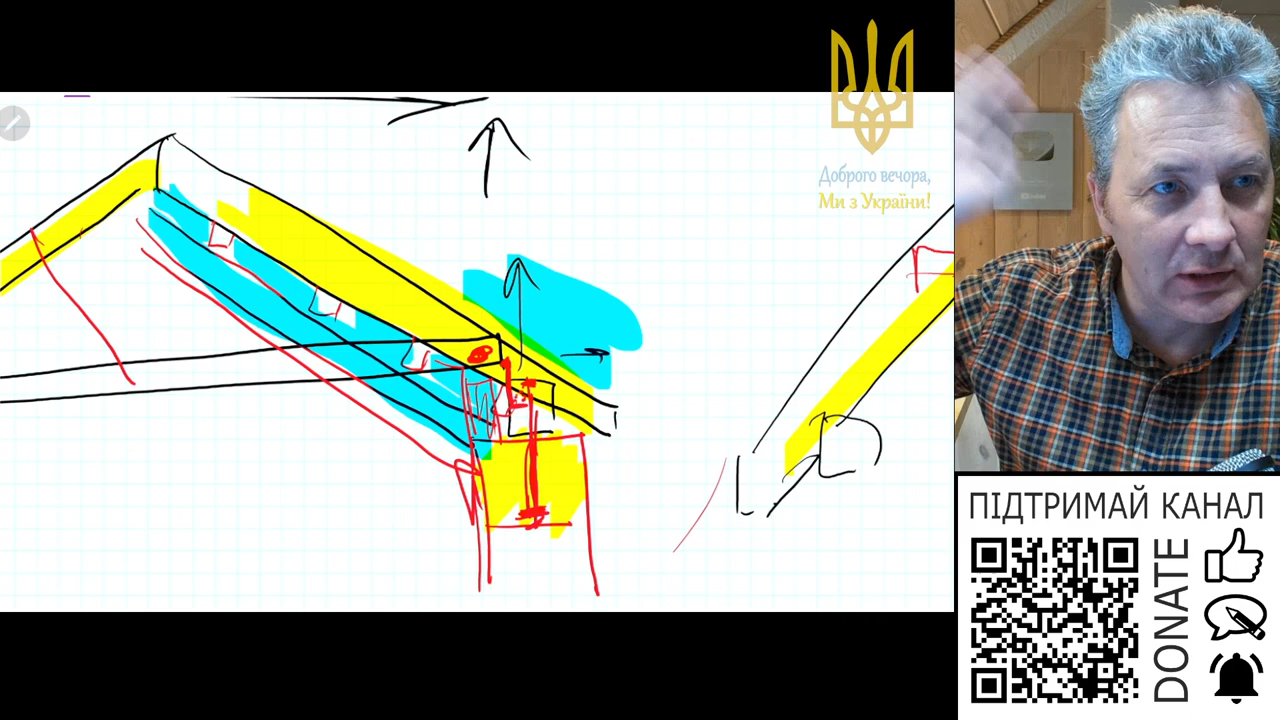 Доброго вечора,
Ми з України!
ПІДТРИМАЙ КАНАЛ
DONATE